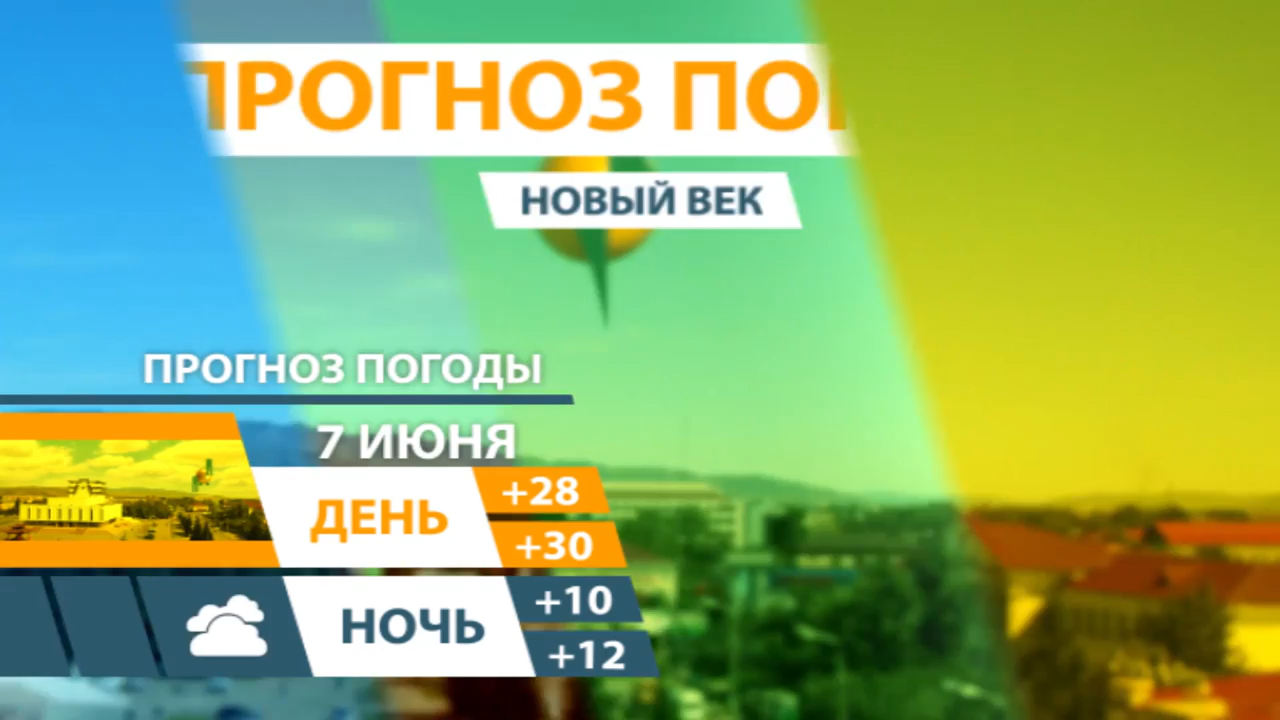 ПРОГНОЗ ПО
НОВЫЙ ВЕК
ПРОГНОЗ ПОГОДЫ
7 ИЮНЯ
ДЕНЬ
+28
+30
НОЧЬ
+10
+12